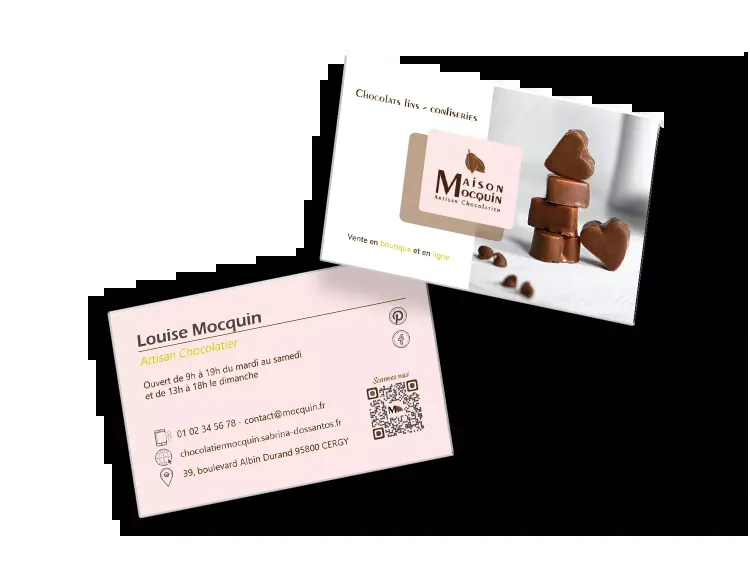 Chocolats fins - confiseries
MAISON
MOCQUIN
ARTISAN CHOCOLATIER
Vente en boutique et en ligne
Louise Mocquin
Artisan Chocolatier
Ouvert de 9h à 19h du mardi au samedi
et de 13h à 18h le dimanche
Scannez moi!
01 02 34 56 78 - contact@mocquin.fr
chocolatiermocquin.sabrina-dossantos.fr
39, boulevard Albin Durand 95800 CERGY